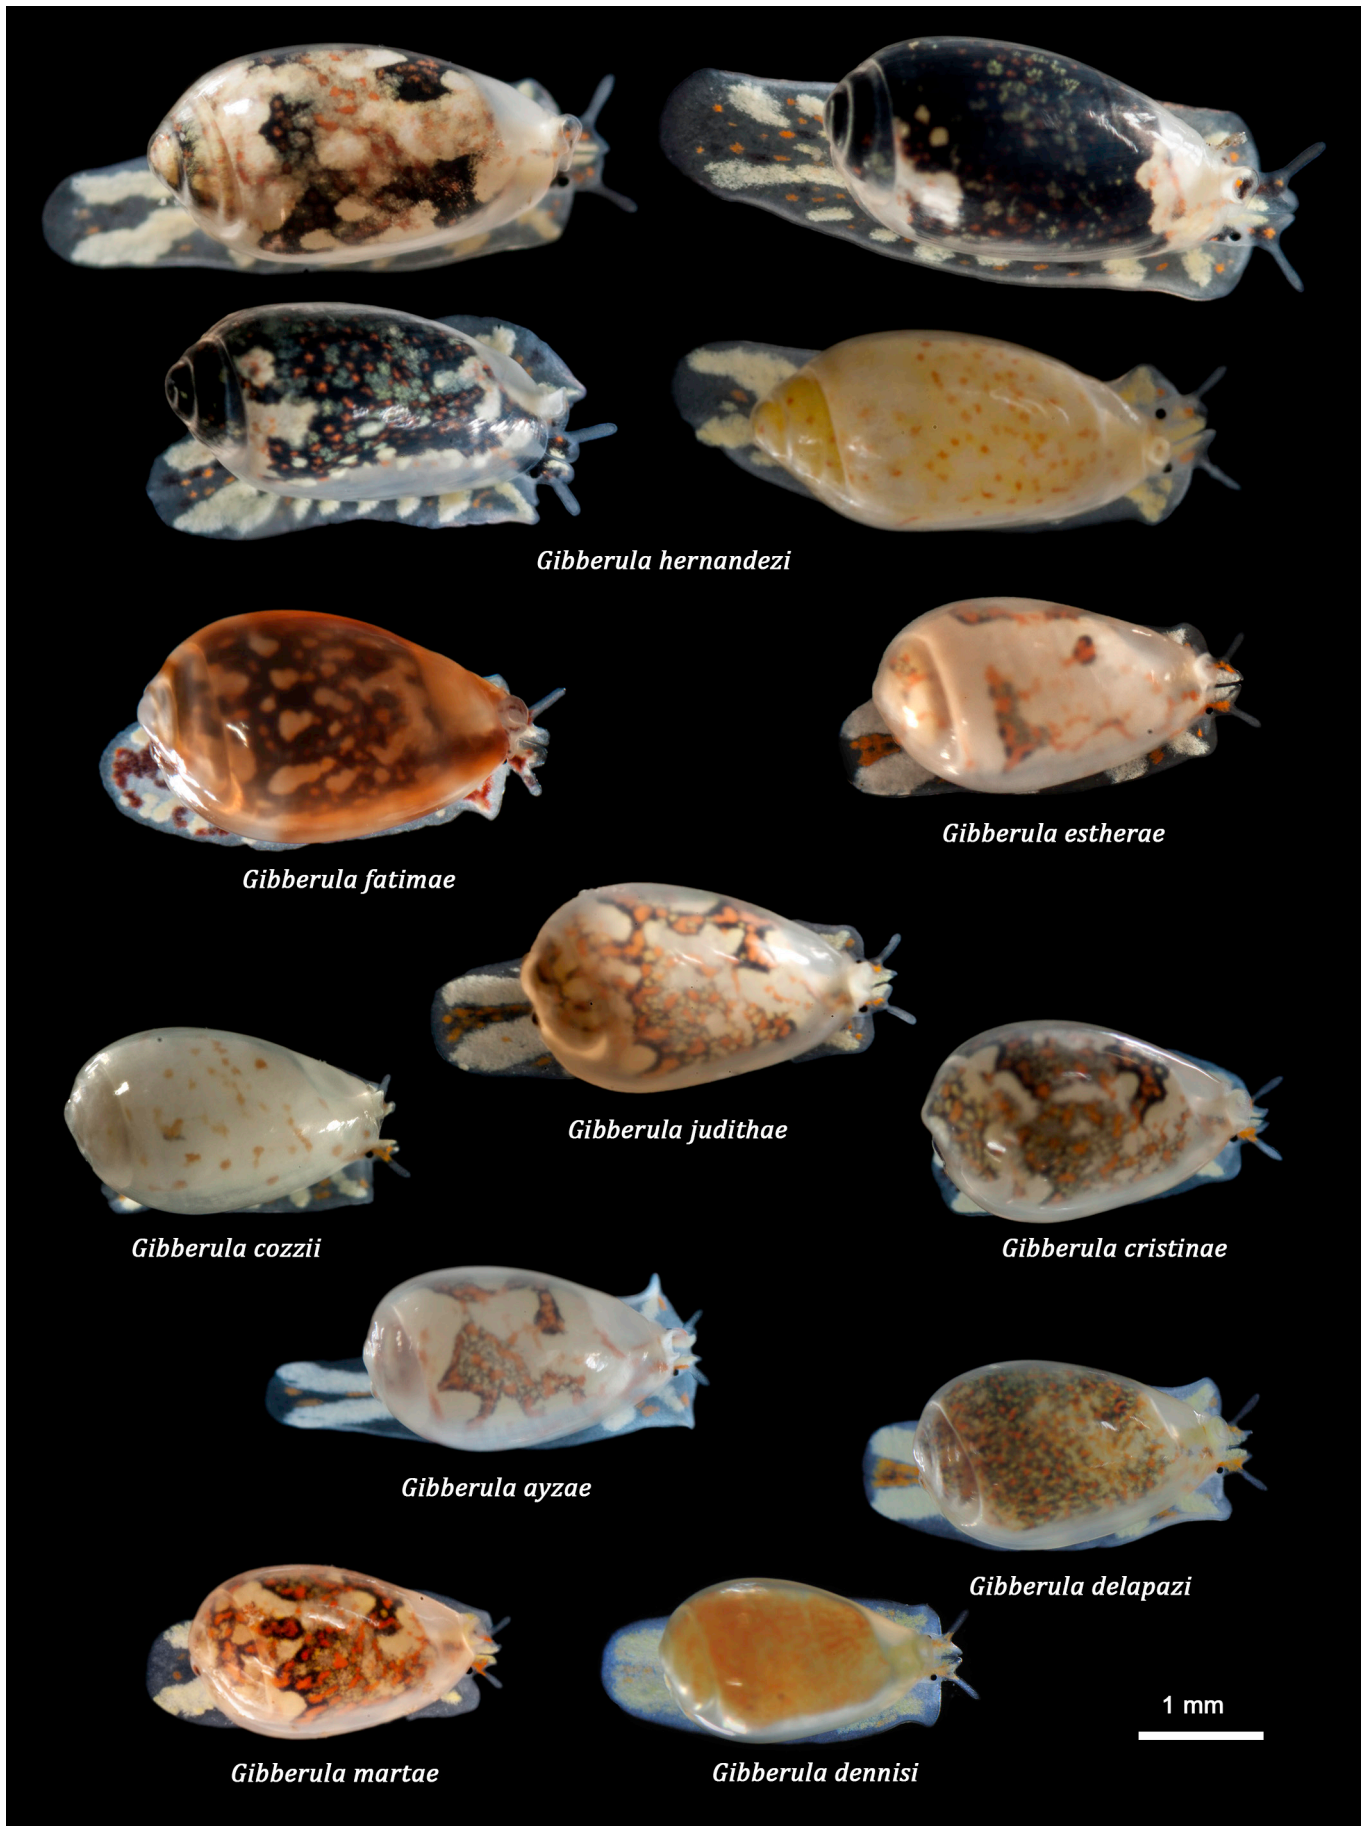 Gibberula hernandezi
Gibberula estherae
Gibberula fatimae
Gibberula judithae
Gibberula cozzii
Gibberula cristinae
Gibberula ayzae
Gibberula delapazi
1 mm
Gibberula martae
Gibberula dennisi